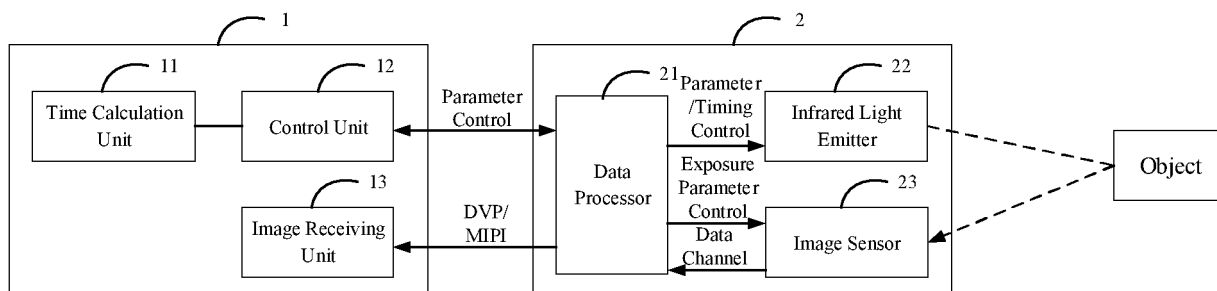 1
2
11
12
21
22
Time Calculation
Unit
Control Unit
Parameter
Control
Parameter
/Timing
Control
Infrared Light
Emitter
Object
Data
Processor
13
Exposure
Parameter
Control
23
Image Receiving
Unit
DVP/
MIPI
Data
Channel
Image Sensor